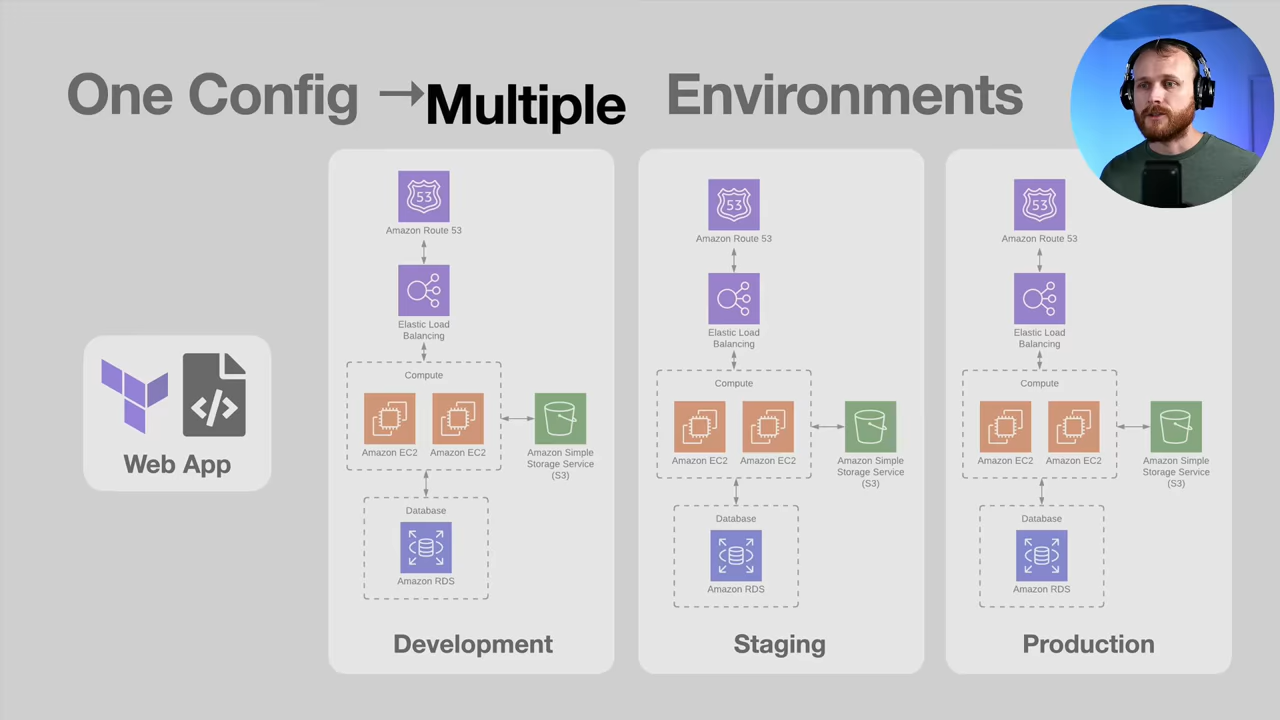 One Config → Multiple Environments
Web App
53
Amazon Route 53
Elastic Load
Balancing
Compute
Amazon EC2
Amazon EC2
Amazon Simple
Storage Service
(S3)
Database
Amazon RDS
Development
53
Amazon Route 53
Elastic Load
Balancing
Compute
Amazon EC2
Amazon EC2
Amazon Simple
Storage Service
(S3)
Database
Amazon RDS
Staging
53
Amazon Route 53
Elastic Load
Balancing
Compute
Amazon EC2
Amazon EC2
Amazon Simple
Storage Service
(S3)
Database
Amazon RDS
Production